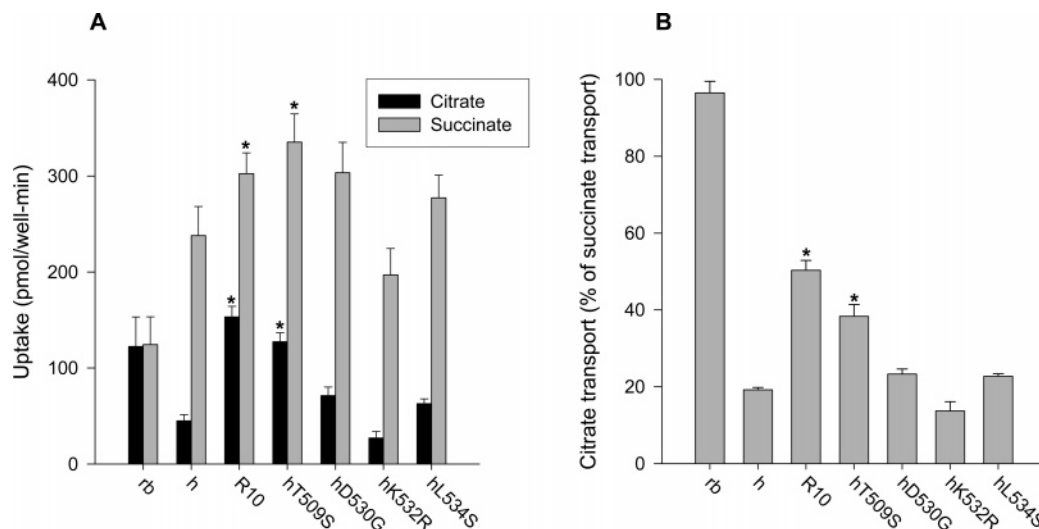 A
Uptake (pmol/well-min)
400
300
200
100
0
Citrate
Succinate
*
*
*
*
rb
h
R10
hT509S
hD530G
hK532R
hL534S
B
Citrate transport (% of succinate transport)
100
80
60
40
20
0
*
*
rb
h
R10
hT509S
hD530G
hK532R
hL534S